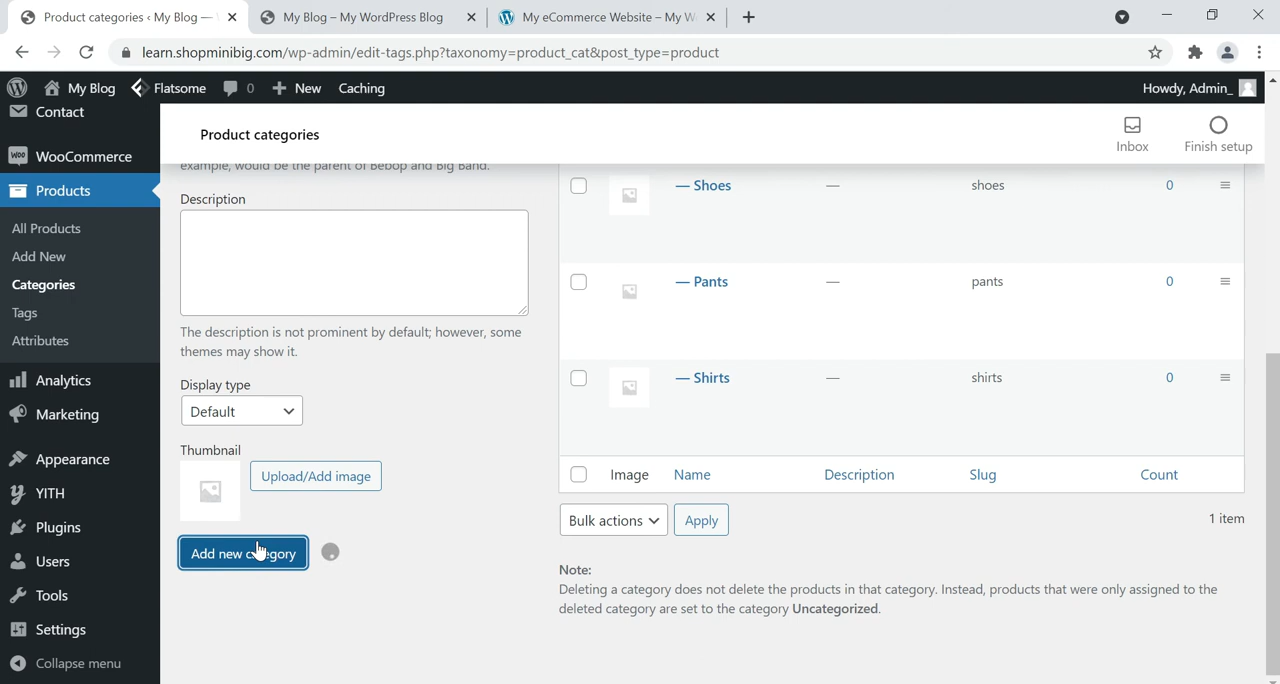 Product categories ‹ My Blog —
My Blog – My WordPress Blog
My eCommerce Website – My W
learn.shopminibig.com/wp-admin/edit-tags.php?taxonomy=product_cat&post_type=product
My Blog
Flatsome
0
New
Caching
Howdy, Admin_
Contact
WooCommerce
Products
All Products
Add New
Categories
Tags
Attributes
Analytics
Marketing
Appearance
YITH
Plugins
Users
Tools
Settings
Collapse menu
Product categories
Inbox
Finish setup
example, would be the parent of Bebop and Big Band.
Description
The description is not prominent by default; however, some
themes may show it.
Display type
Default
Thumbnail
Upload/Add image
Add new category
— Shoes — shoes 0
— Pants — pants 0
— Shirts — shirts 0
Image Name Description Slug Count
Bulk actions
Apply
1 item
Note:
Deleting a category does not delete the products in that category. Instead, products that were only assigned to the
deleted category are set to the category Uncategorized.